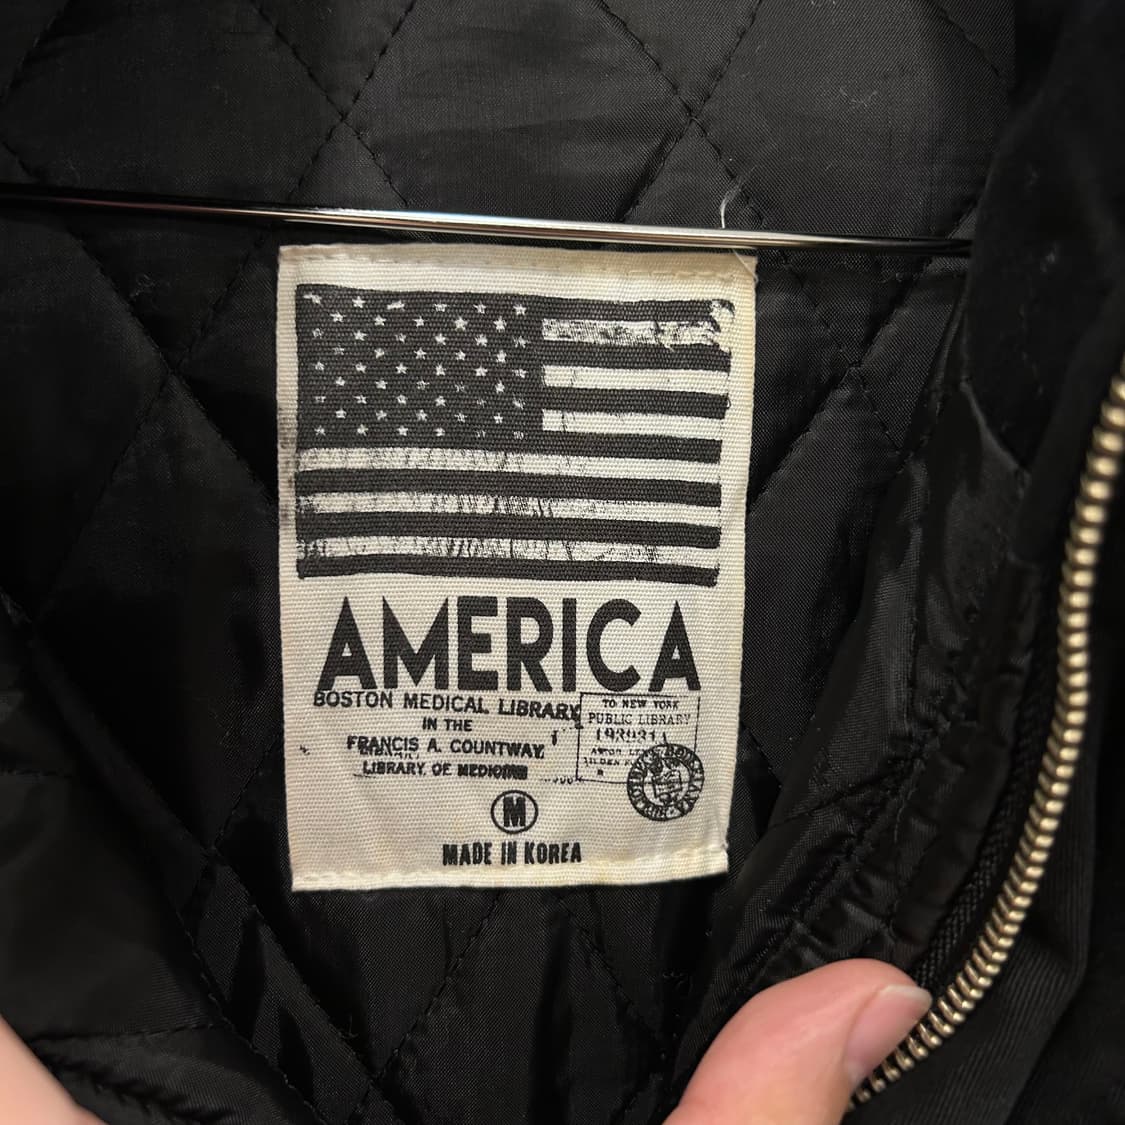 AMERICA
BOSTON MEDICAL LIBRARY
IN THE
FRANCIS A. COUNTWAY
LIBRARY OF MEDICINE
TO NEW YORK
PUBLIC LIBRARY
M
MADE IN KOREA